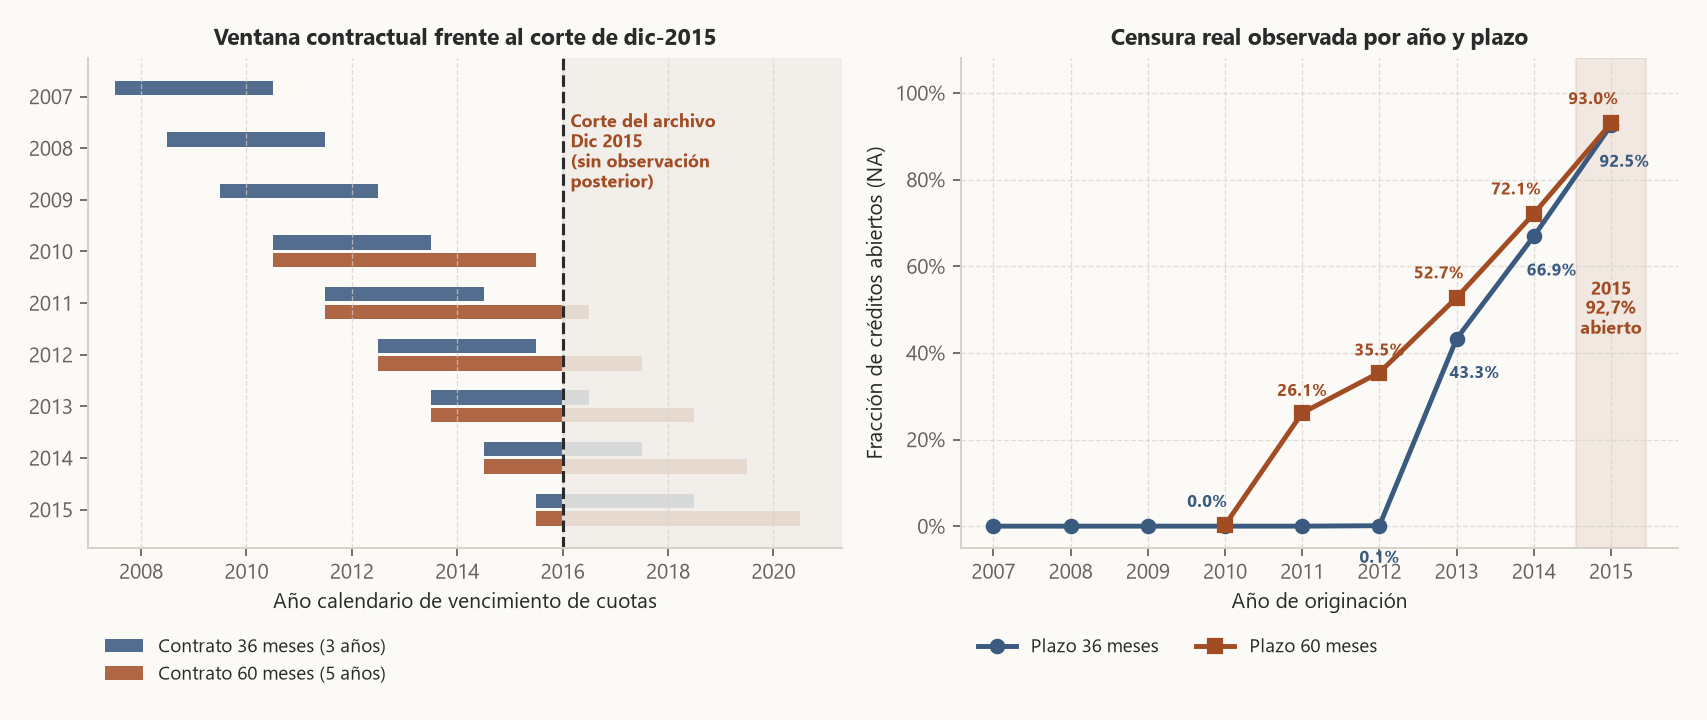 Ventana contractual frente al corte de dic-2015
2007
2008
2009
2010
2011
2012
2013
2014
2015
Corte del archivo
Dic 2015
(sin observación
posterior)
2008 2010 2012 2014 2016 2018 2020
Año calendario de vencimiento de cuotas
Contrato 36 meses (3 años)
Contrato 60 meses (5 años)
Censura real observada por año y plazo
Fracción de créditos abiertos (NA)
100%
80%
60%
40%
20%
0%
93.0%
92.5%
72.1%
66.9%
52.7%
43.3%
35.5%
26.1%
0.0%
0.1%
2015
92,7%
abierto
2007 2008 2009 2010 2011 2012 2013 2014 2015
Año de originación
Plazo 36 meses
Plazo 60 meses